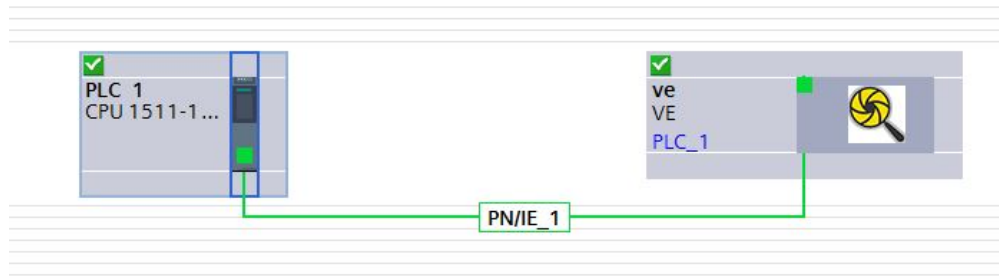 PLC_1
CPU 1511-1 ...
ve
VE
PLC_1
PN/IE_1